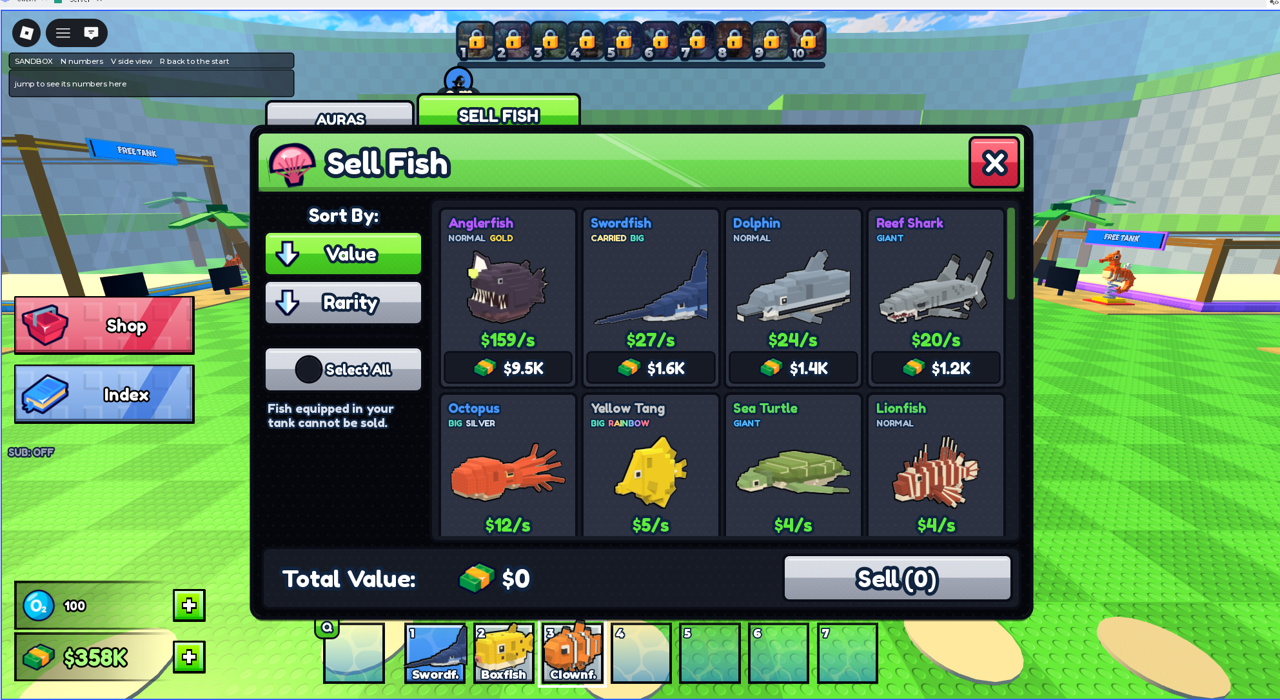 1 2 3 4 5 6 7 8 9 10
SANDBOX N numbers V side view R back to the start
jump to see its numbers here
AURAS
SELL FISH
FREE TANK
Sell Fish
X
Sort By:
Value
Rarity
Select All
Fish equipped in your
tank cannot be sold.
Anglerfish
NORMAL GOLD
$159/s
$9.5K
Swordfish
CARRIED BIG
$27/s
$1.6K
Dolphin
NORMAL
$24/s
$1.4K
Reef Shark
GIANT
$20/s
$1.2K
Octopus
BIG SILVER
$12/s
Yellow Tang
BIG RAINBOW
$5/s
Sea Turtle
GIANT
$4/s
Lionfish
NORMAL
$4/s
FREE TANK
Shop
Index
SUB: OFF
Total Value:
$0
Sell (0)
O2
100
+
$358K
+
Q
1
Swordf.
2
Boxfish
3
Clownf.
4
5
6
7